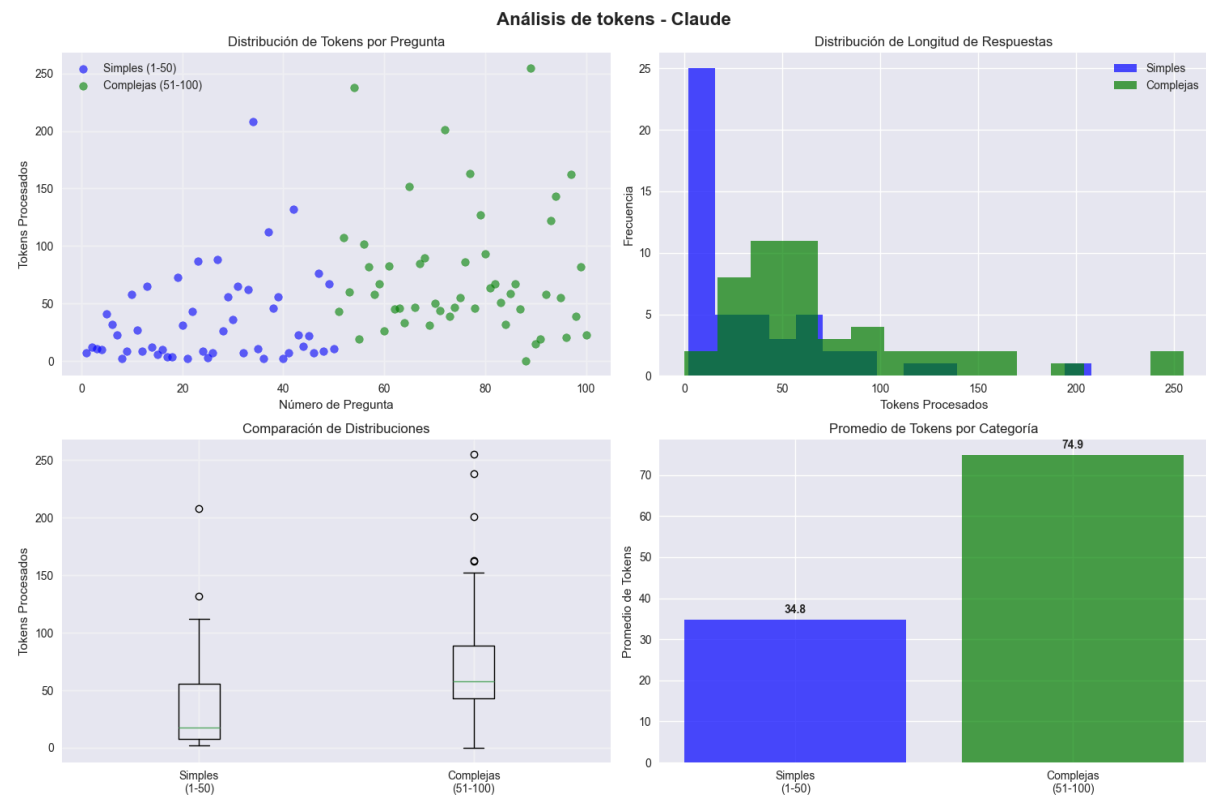 Análisis de tokens - Claude
Distribución de Tokens por Pregunta
Simples (1-50)
Complejas (51-100)
250
200
150
100
50
0
Tokens Procesados
0 20 40 60 80 100
Número de Pregunta
Distribución de Longitud de Respuestas
Simples
Complejas
25
20
15
10
5
0
Frecuencia
0 50 100 150 200 250
Tokens Procesados
Comparación de Distribuciones
250
200
150
100
50
0
Tokens Procesados
Simples Complejas
(1-50) (51-100)
Promedio de Tokens por Categoría
74.9
34.8
70
60
50
40
30
20
10
0
Promedio de Tokens
Simples Complejas
(1-50) (51-100)